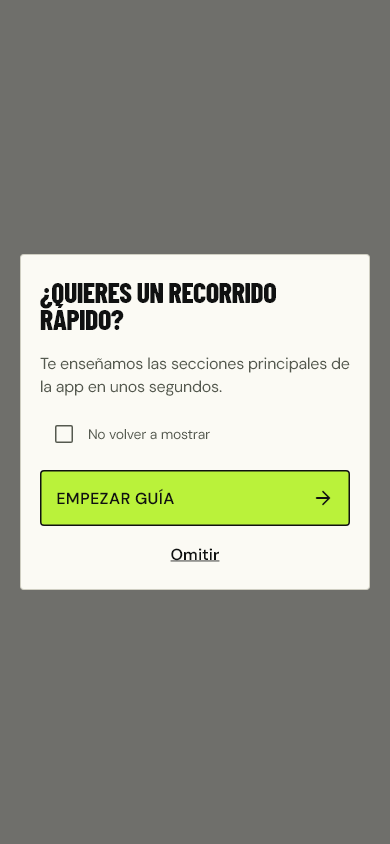 ¿QUIERES UN RECORRIDO
RÁPIDO?
Te enseñamos las secciones principales de
la app en unos segundos.
No volver a mostrar
EMPEZAR GUÍA
Omitir